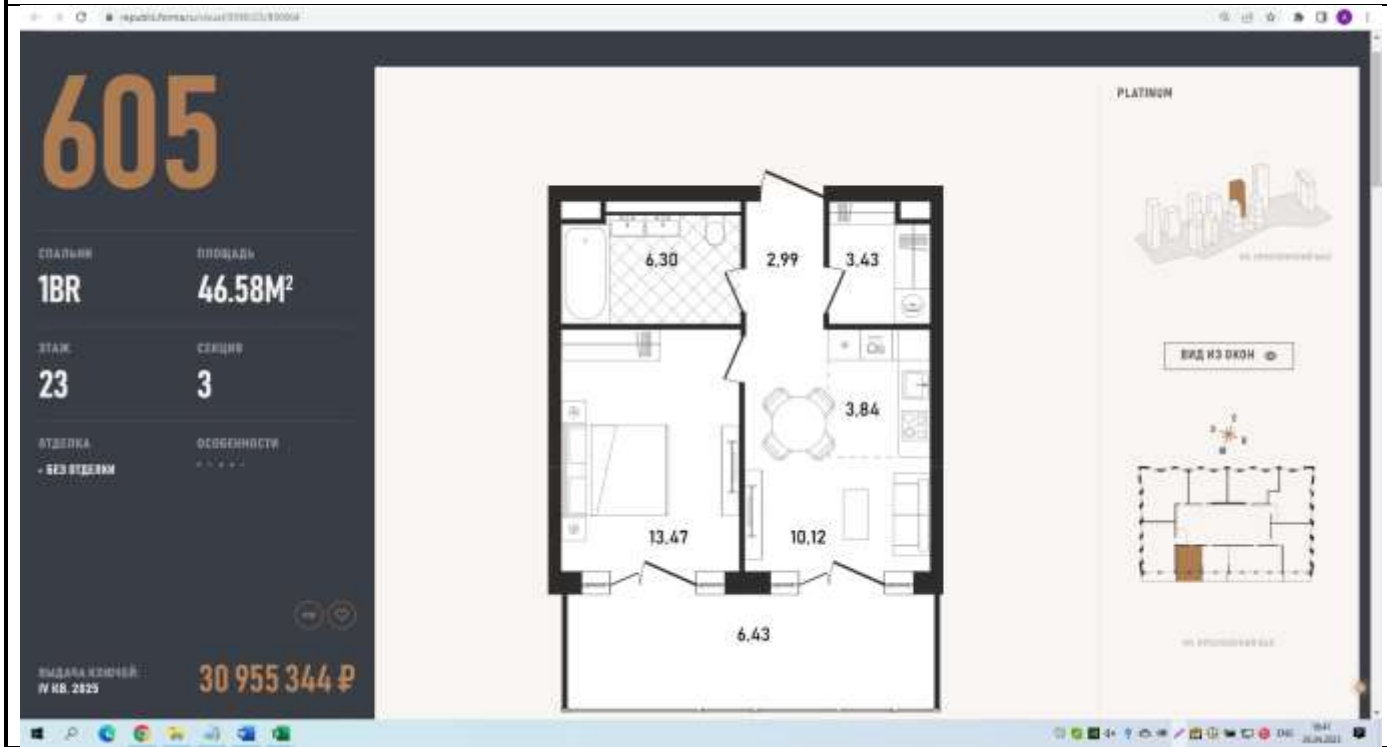 605
PLATINUM
СПАЛЬНИ
ПЛОЩАДЬ
1BR
46.58М²
ЭТАЖ
СЕКЦИЯ
23
3
ОТДЕЛКА
ОСОБЕННОСТИ
- БЕЗ ОТДЕЛКИ
6,30
2,99
3,43
3,84
13,47
10,12
6,43
ВИД ИЗ ОКОН
ВЫДАЧА КЛЮЧЕЙ:
IV КВ. 2025
30 955 344 ₽